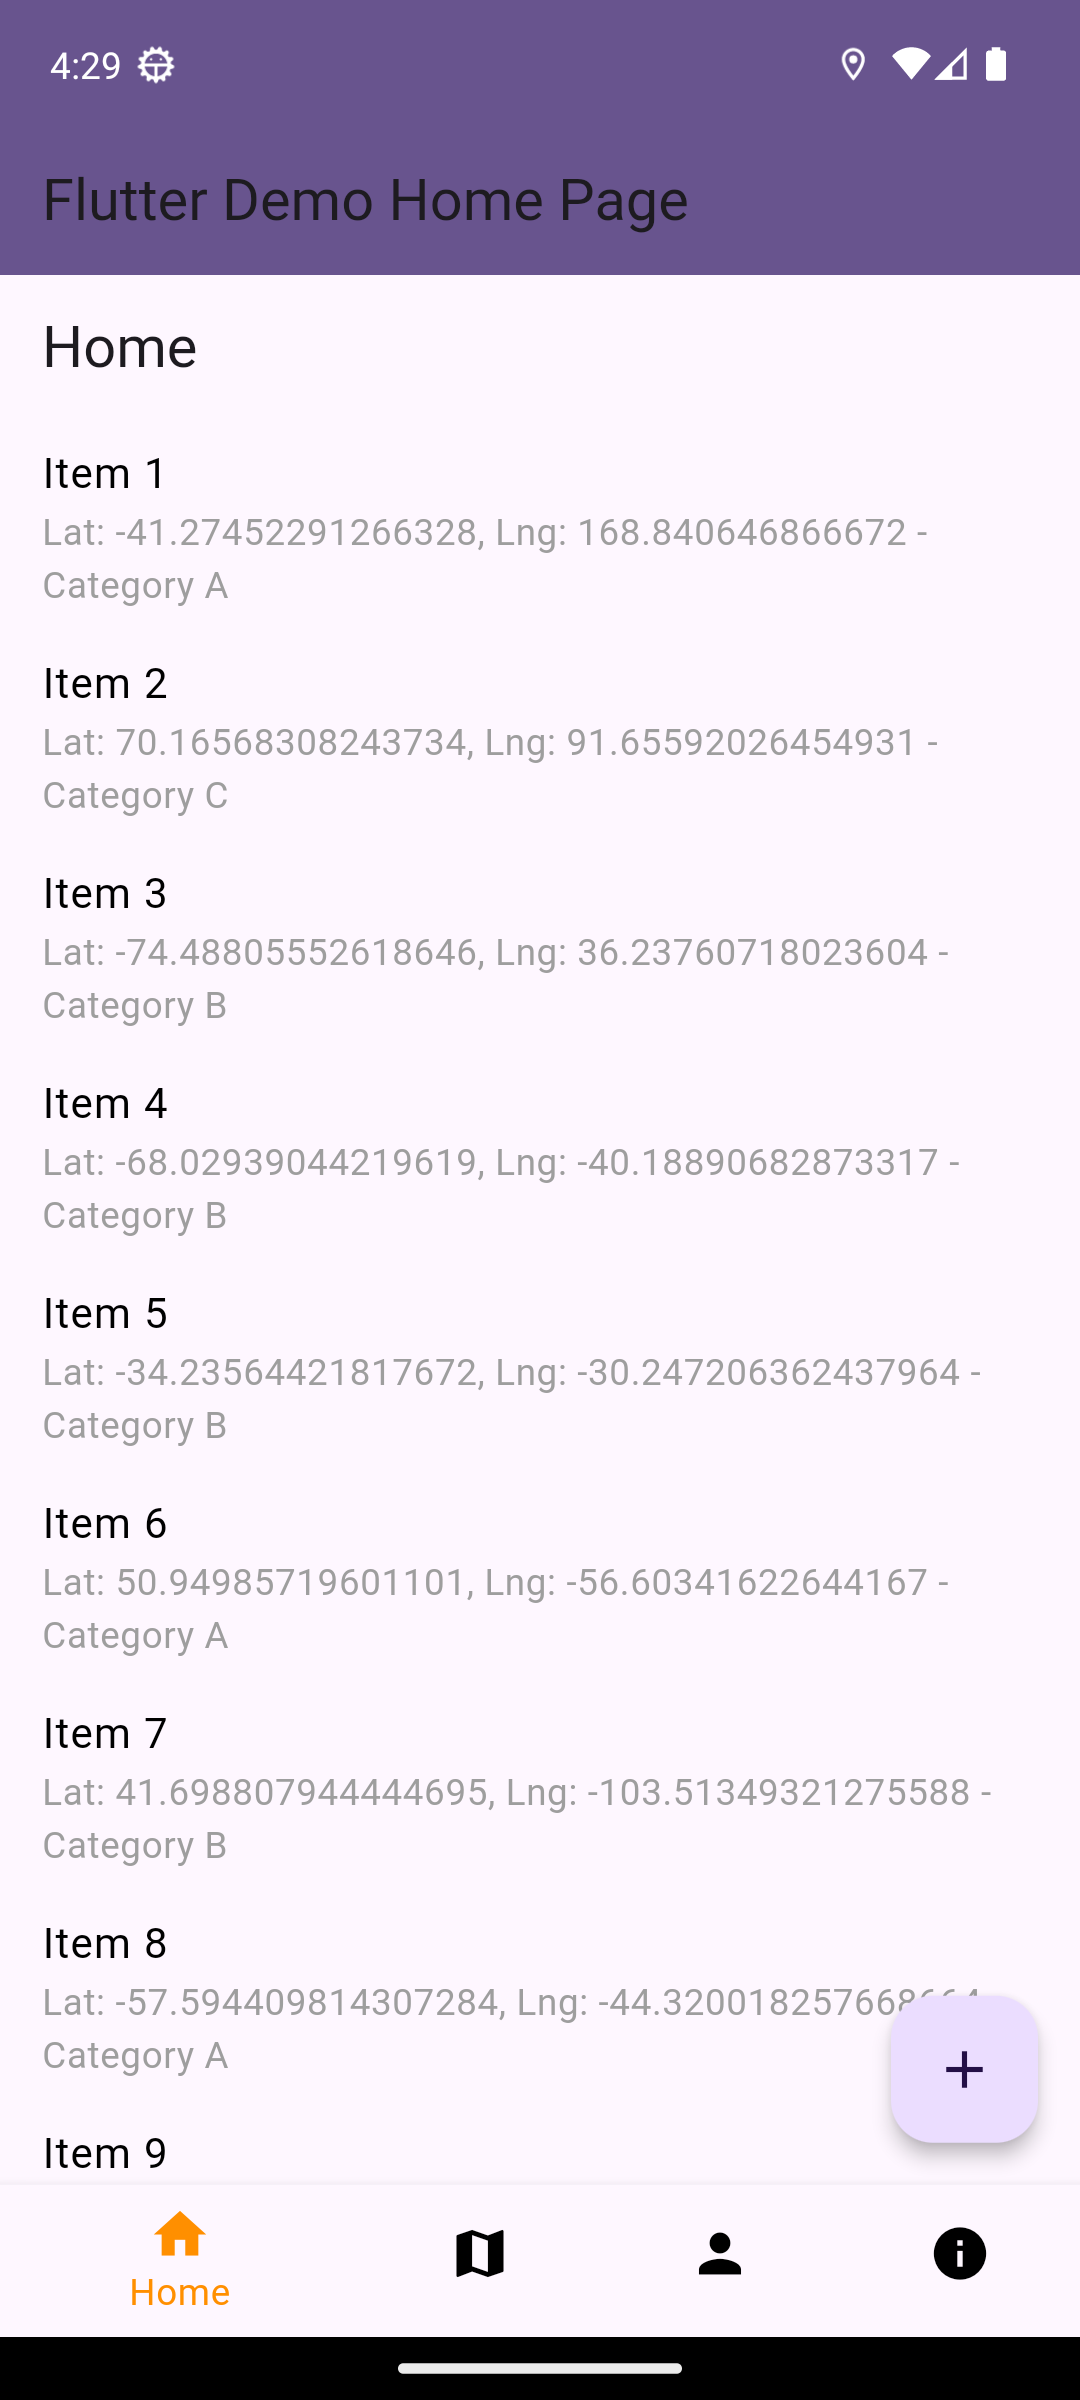 4:29
Flutter Demo Home Page
Home
Item 1
Lat: -41.27452291266328, Lng: 168.840646866672 -
Category A
Item 2
Lat: 70.16568308243734, Lng: 91.65592026454931 -
Category C
Item 3
Lat: -74.48805552618646, Lng: 36.23760718023604 -
Category B
Item 4
Lat: -68.02939044219619, Lng: -40.18890682873317 -
Category B
Item 5
Lat: -34.23564421817672, Lng: -30.247206362437964 -
Category B
Item 6
Lat: 50.94985719601101, Lng: -56.60341622644167 -
Category A
Item 7
Lat: 41.698807944444695, Lng: -103.51349321275588 -
Category B
Item 8
Lat: -57.594409814307284, Lng:
Category A
Item 9
Home